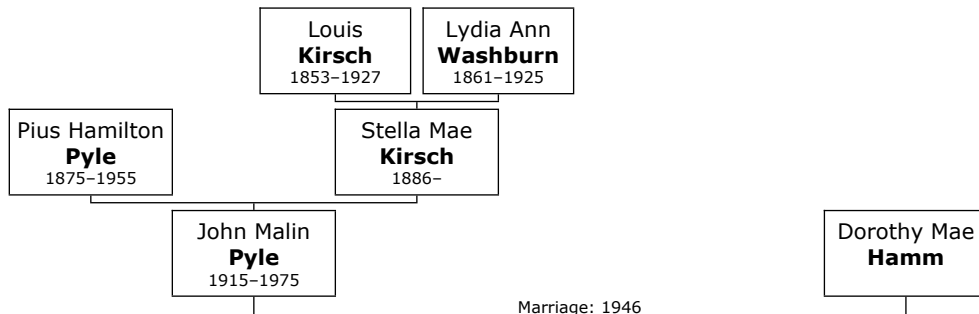 Louis
Kirsch
1853–1927
Lydia Ann
Washburn
1861–1925
Pius Hamilton
Pyle
1875–1955
Stella Mae
Kirsch
1886–
John Malin
Pyle
1915–1975
Dorothy Mae
Hamm
Marriage: 1946